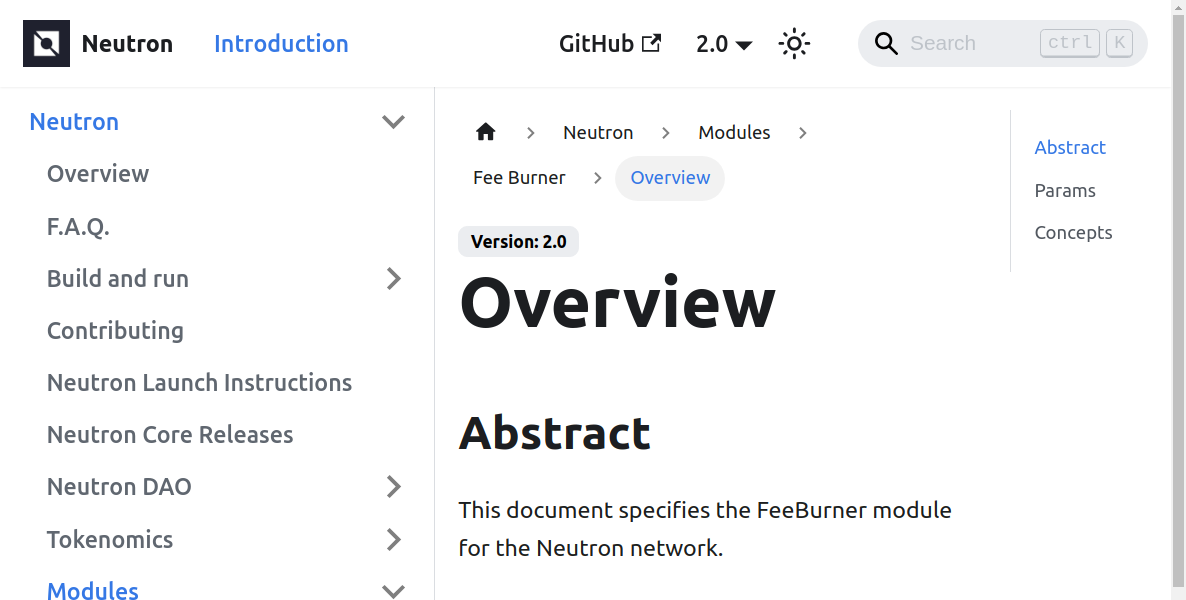 Neutron Introduction GitHub 2.0 Search ctrl K
Neutron
Overview
F.A.Q.
Build and run
Contributing
Neutron Launch Instructions
Neutron Core Releases
Neutron DAO
Tokenomics
Modules
Neutron Modules
Fee Burner Overview
Version: 2.0
Overview
Abstract
This document specifies the FeeBurner module
for the Neutron network.
Abstract
Params
Concepts